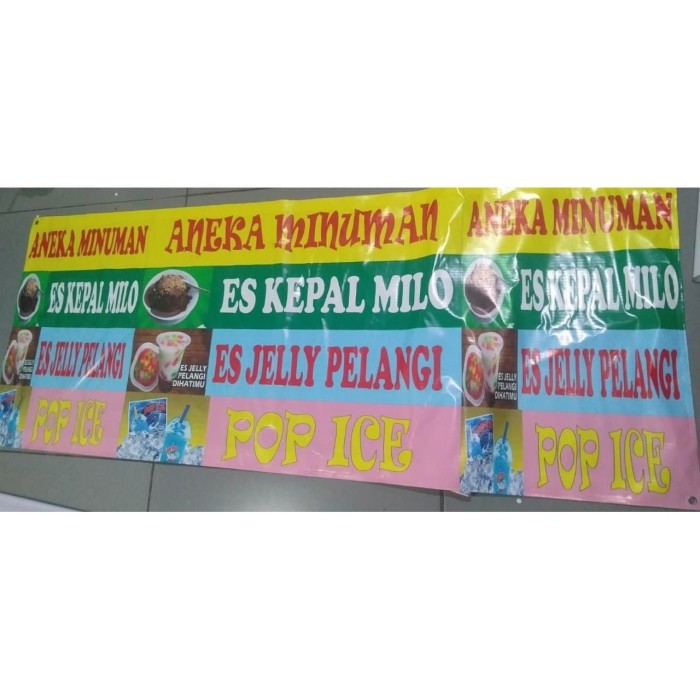 ANEKA MINUMAN ANEKA MINUMAN ANEKA MINUMAN
ES KEPAL MILO ES KEPAL MILO ES KEPAL MILO
ES JELLY PELANGI ES JELLY PELANGI ES JELLY PELANGI
ES JELLY
PELANGI
DIHATIMU
ES JELLY
PELANGI
DIHATIMU
POP ICE POP ICE POP ICE